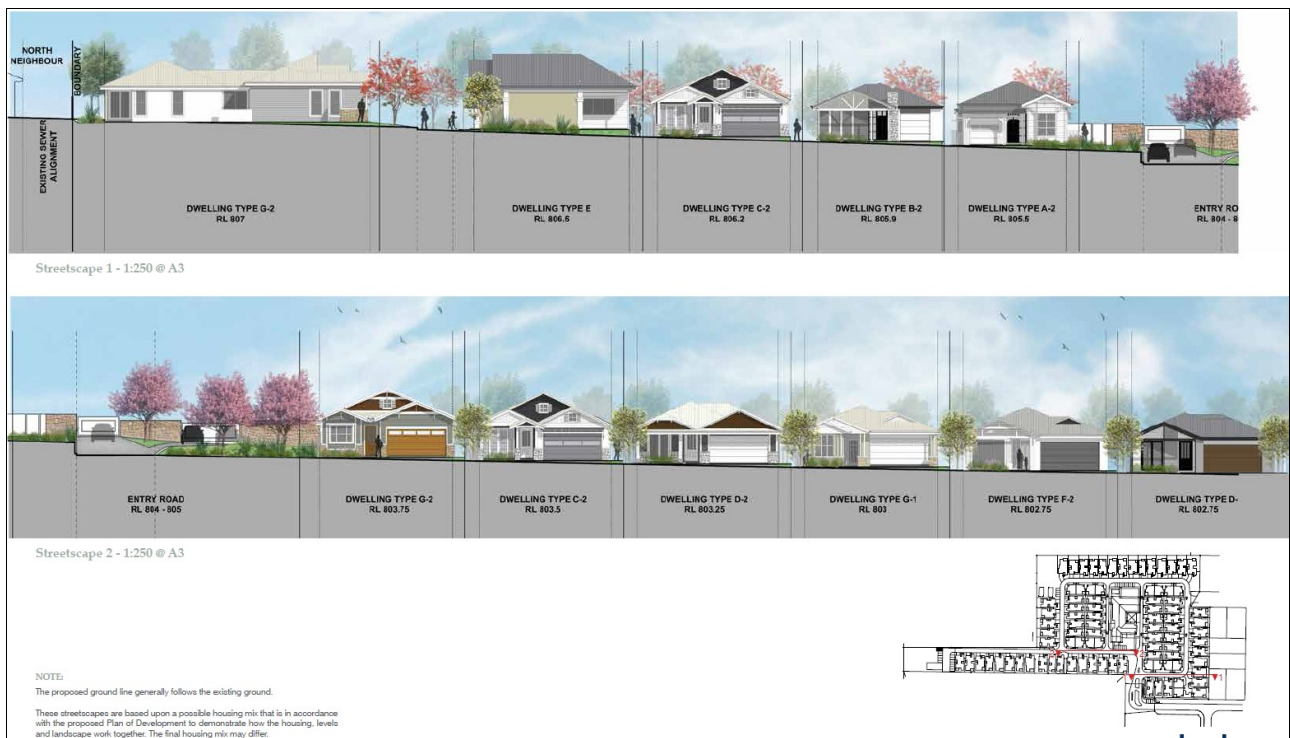 NORTH
NEIGHBOUR
BOUNDARY
EXISTING SEWER
ALIGNMENT
DWELLING TYPE G-2
RL 807
DWELLING TYPE E
RL 806.5
DWELLING TYPE C-2
RL 806.2
DWELLING TYPE B-2
RL 805.9
DWELLING TYPE A-2
RL 805.5
ENTRY RO
RL 804 - 8
Streetscape 1 - 1:250 @ A3
ENTRY ROAD
RL 804 - 805
DWELLING TYPE G-2
RL 803.75
DWELLING TYPE C-2
RL 803.5
DWELLING TYPE D-2
RL 803.25
DWELLING TYPE G-1
RL 803
DWELLING TYPE F-2
RL 802.75
DWELLING TYPE D-
RL 802.75
Streetscape 2 - 1:250 @ A3
2
1
NOTE:
The proposed ground line generally follows the existing ground.
These streetscapes are based upon a possible housing mix that is in accordance
with the proposed Plan of Development to demonstrate how the housing, levels
and landscape work together. The final housing mix may differ.